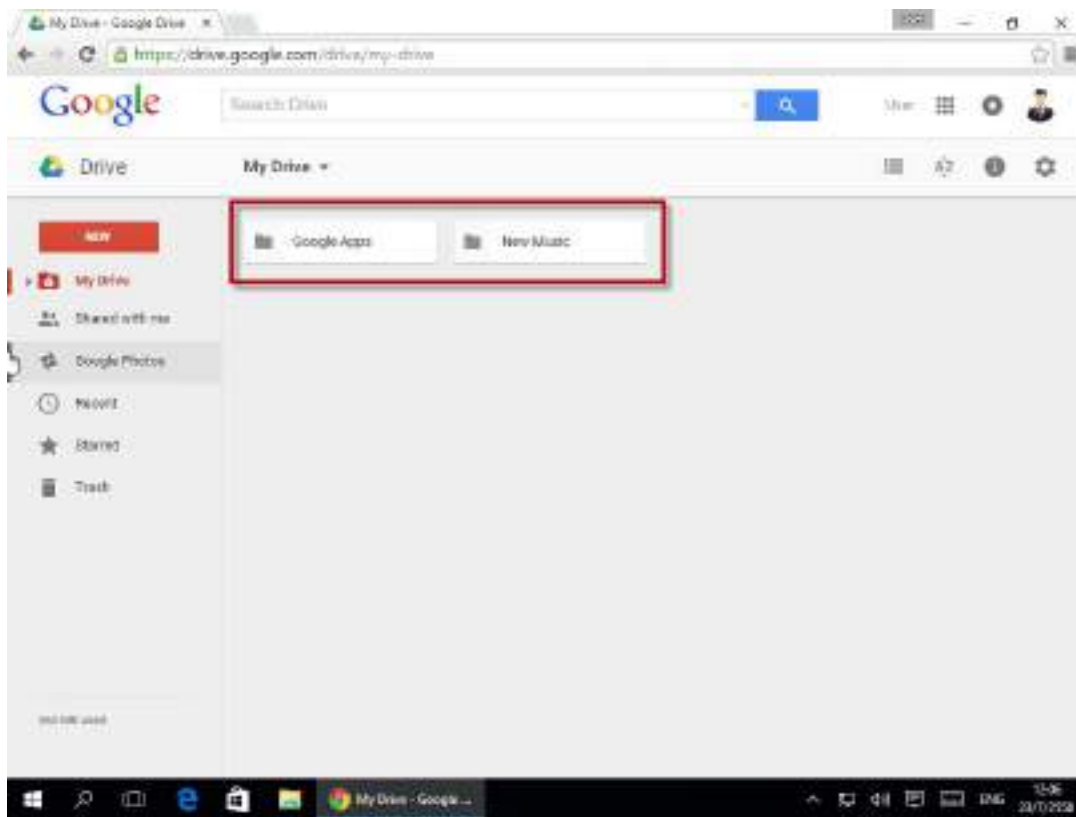 My Drive - Google Drive
https://drive.google.com/drive/my-drive
Google
Search Drive
Drive
My Drive
NEW
Google Apps
New Music
My Drive
Shared with me
Google Photos
Recent
Starred
Trash
used
My Drive - Google ...
ENG